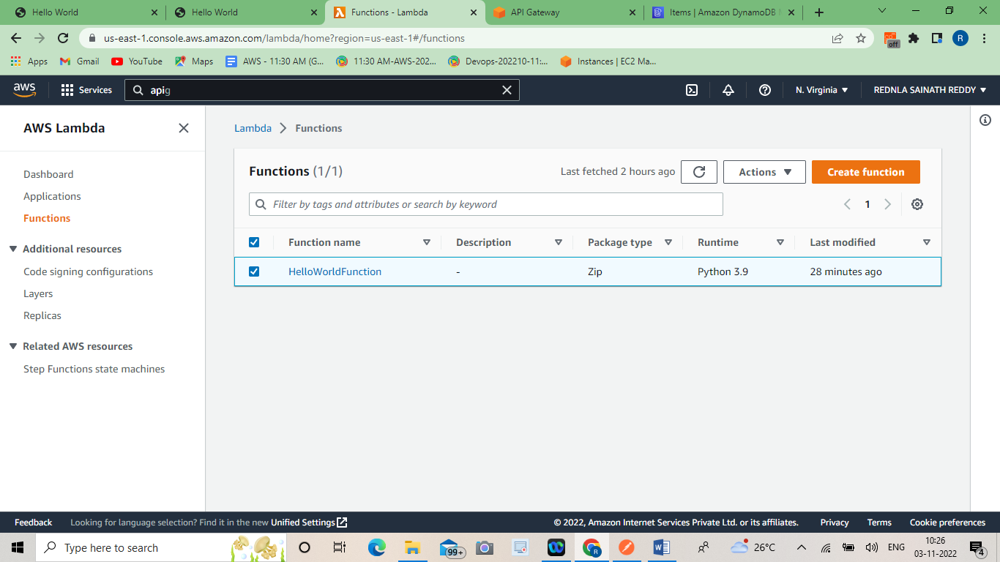 Hello World
Hello World
Functions - Lambda
API Gateway
Items | Amazon DynamoDB
us-east-1.console.aws.amazon.com/lambda/home?region=us-east-1#/functions
off
R
Apps
Gmail
YouTube
Maps
AWS - 11:30 AM (G...
11:30 AM-AWS-202...
Devops-202210-11:...
Instances | EC2 Ma...
aws
Services
apig
N. Virginia
REDNLA SAINATH REDDY
AWS Lambda
Dashboard
Applications
Functions
Additional resources
Code signing configurations
Layers
Replicas
Related AWS resources
Step Functions state machines
Lambda
Functions
Functions (1/1)
Last fetched 2 hours ago
Actions
Create function
Filter by tags and attributes or search by keyword
1
Function name
Description
Package type
Runtime
Last modified
HelloWorldFunction
-
Zip
Python 3.9
28 minutes ago
Feedback
Looking for language selection? Find it in the new Unified Settings
© 2022, Amazon Internet Services Private Ltd. or its affiliates.
Privacy
Terms
Cookie preferences
Type here to search
99+
R
26°C
ENG
10:26
03-11-2022
4